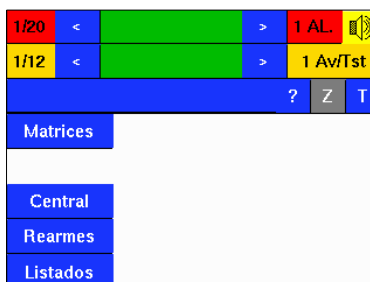 1/20 < > 1 AL.
1/12 < > 1 Av/Tst
? Z T
Matrices
Central
Rearmes
Listados